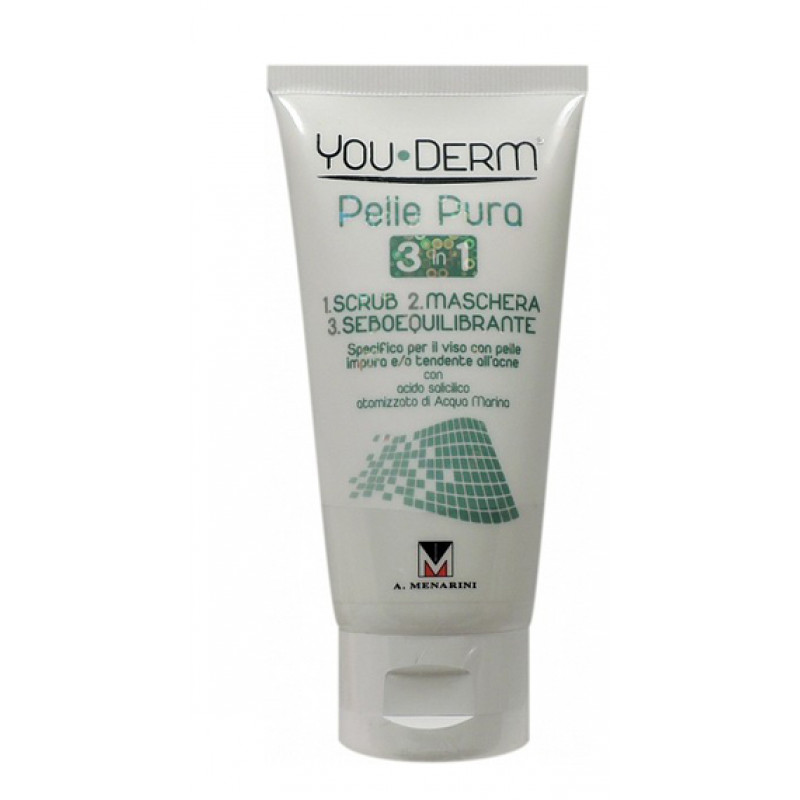 YOU•DERM
Pelle Pura
3 in 1
1.SCRUB 2.MASCHERA
3.SEBOEQUILIBRANTE
Specifico per il viso con pelle
impura e/o tendente all'acne
con
acido salicilico
atomizzato di Acqua Marina
M
A. MENARINI